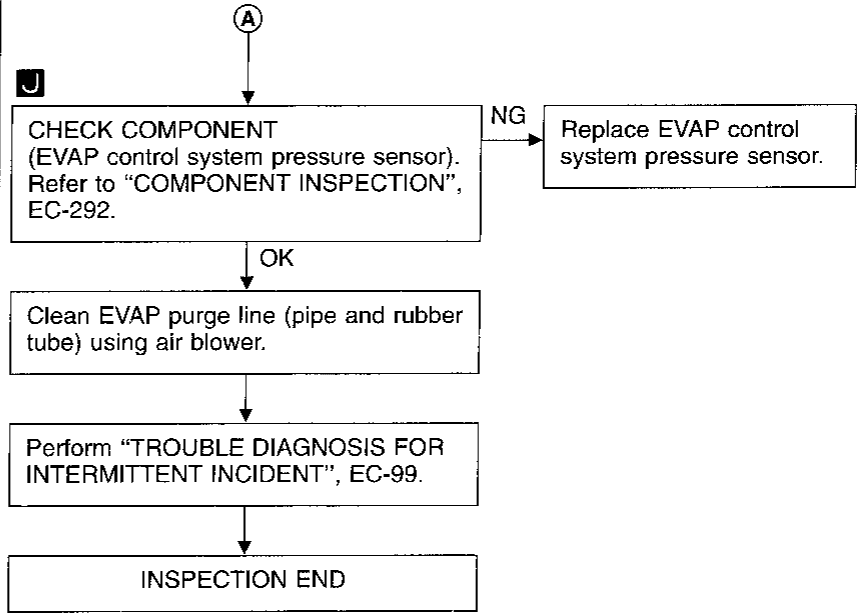 A
J
CHECK COMPONENT
(EVAP control system pressure sensor).
Refer to “COMPONENT INSPECTION”,
EC-292.
NG
Replace EVAP control
system pressure sensor.
OK
Clean EVAP purge line (pipe and rubber
tube) using air blower.
Perform “TROUBLE DIAGNOSIS FOR
INTERMITTENT INCIDENT”, EC-99.
INSPECTION END